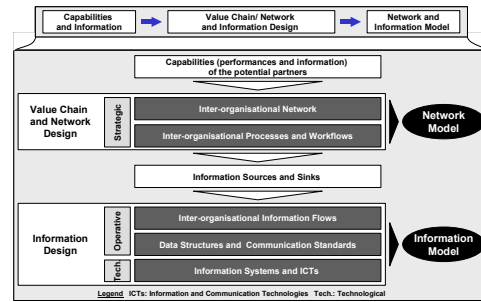 Capabilities
and Information
Value Chain/ Network
and Information Design
Network and
Information Model
Capabilities (performances and information)
of the potential partners
Value Chain
and Network
Design
Strategic
Inter-organisational Network
Inter-organisational Processes and Workflows
Network
Model
Information Sources and Sinks
Information
Design
Operative
Tech.
Inter-organisational Information Flows
Data Structures and Communication Standards
Information Systems and ICTs
Information
Model
Legend ICTs: Information and Communication Technologies Tech.: Technological